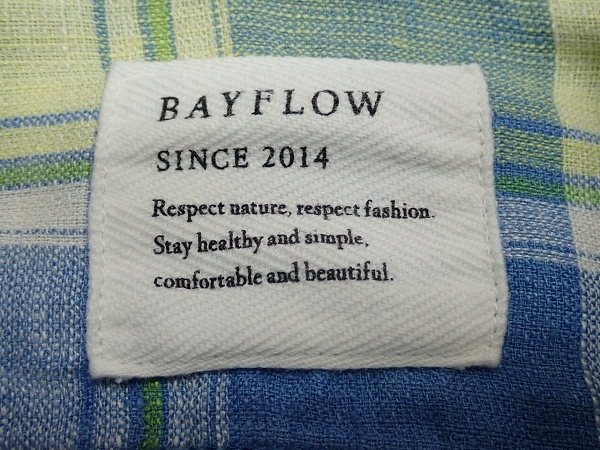 BAYFLOW
SINCE 2014
Respect nature, respect fashion.
Stay healthy and simple,
comfortable and beautiful.